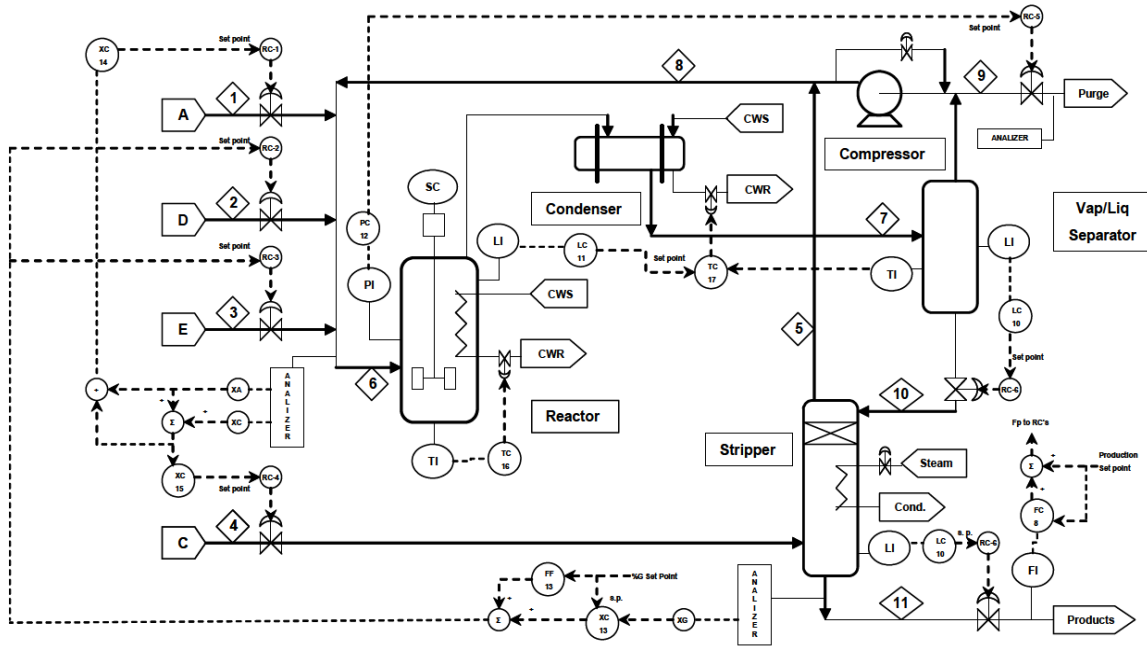 XC
14
Set point
RC-1
1
A
RC-2
Set point
2
D
Set point
RC-3
3
E
+
XA
+
Σ
+
XC
ANALIZER
XC
15
Set point
RC-4
4
C
PC
12
PI
SC
LI
LC
11
Set point
TC
17
CWS
CWR
6
Reactor
TI
TC
16
8
CWS
CWR
Condenser
Compressor
RC-5
Set point
9
Purge
ANALIZER
7
Vap/Liq
Separator
LI
TI
LC
10
Set point
RC-6
5
10
Stripper
Steam
Cond.
LI
LC
10
s. p.
RC-6
Fp to RC's
Σ
+
+
Production
Set point
FC
8
FI
11
Products
FF
13
%G Set Point
s.p.
+
Σ
+
XC
13
XG
ANALIZER